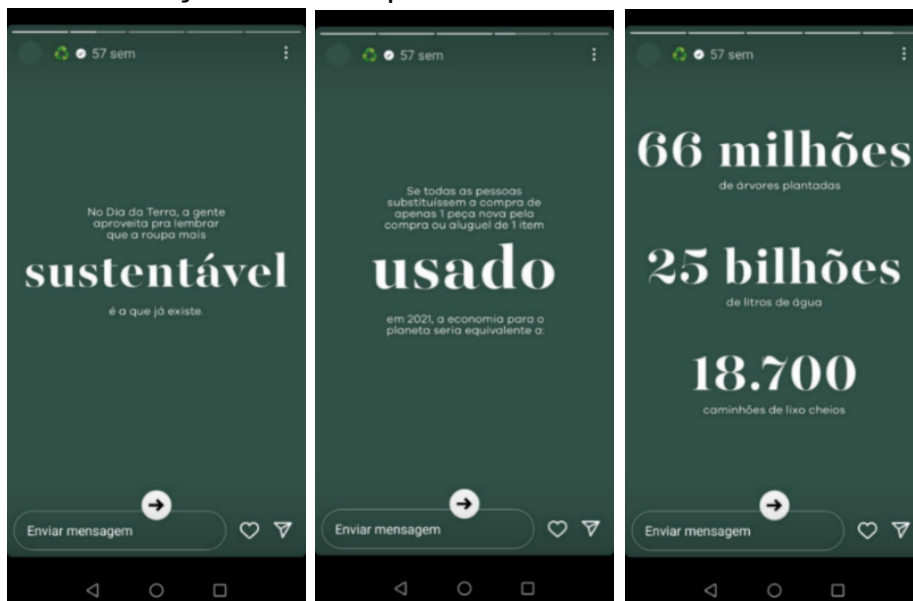 57 sem
No Dia da Terra, a gente
aproveita pra lembrar
que a roupa mais
sustentável
é a que já existe.
Enviar mensagem
57 sem
Se todas as pessoas
substituíssem a compra de
apenas 1 peça nova pela
compra ou aluguel de 1 item
usado
em 2021, a economia para o
planeta seria equivalente a:
Enviar mensagem
57 sem
66 milhões
de árvores plantadas
25 bilhões
de litros de água
18.700
caminhões de lixo cheios
Enviar mensagem